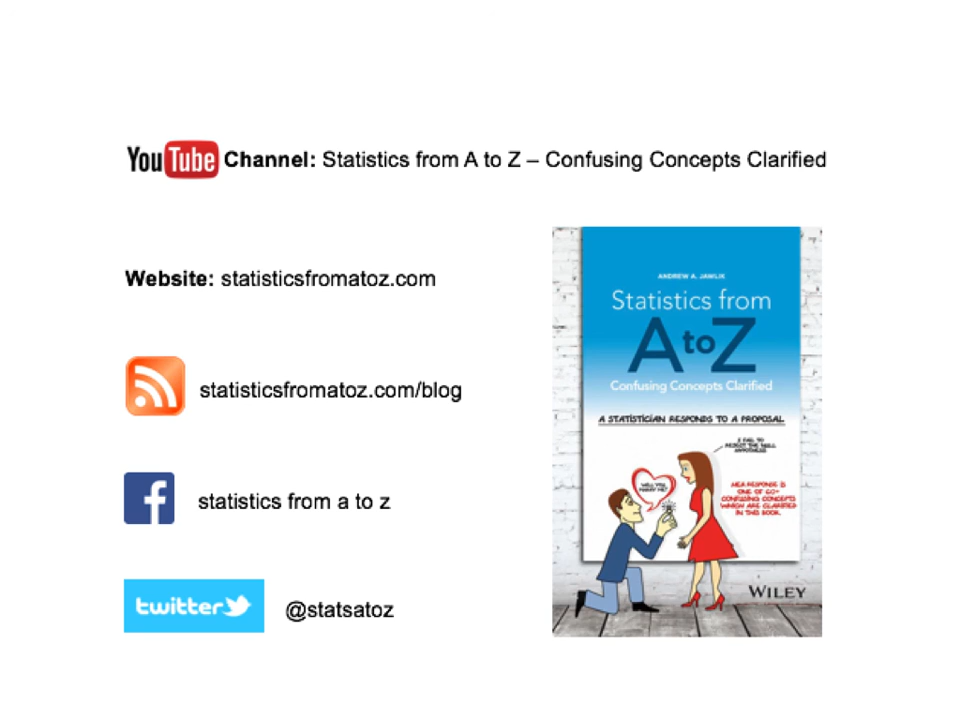 YouTube Channel: Statistics from A to Z – Confusing Concepts Clarified
Website: statisticsfromatoz.com
statisticsfromatoz.com/blog
f
statistics from a to z
twitter @statsatoz
ANDREW A. JAWLIK
Statistics from
A to Z
Confusing Concepts Clarified
A STATISTICIAN RESPONDS TO A PROPOSAL
I FAIL TO
REJECT THE NULL
HYPOTHESIS
WILL YOU
MARRY ME?
HER RESPONSE IS
ONE OF 60+
CONFUSING CONCEPTS
WHICH ARE CLARIFIED
IN THIS BOOK.
WILEY